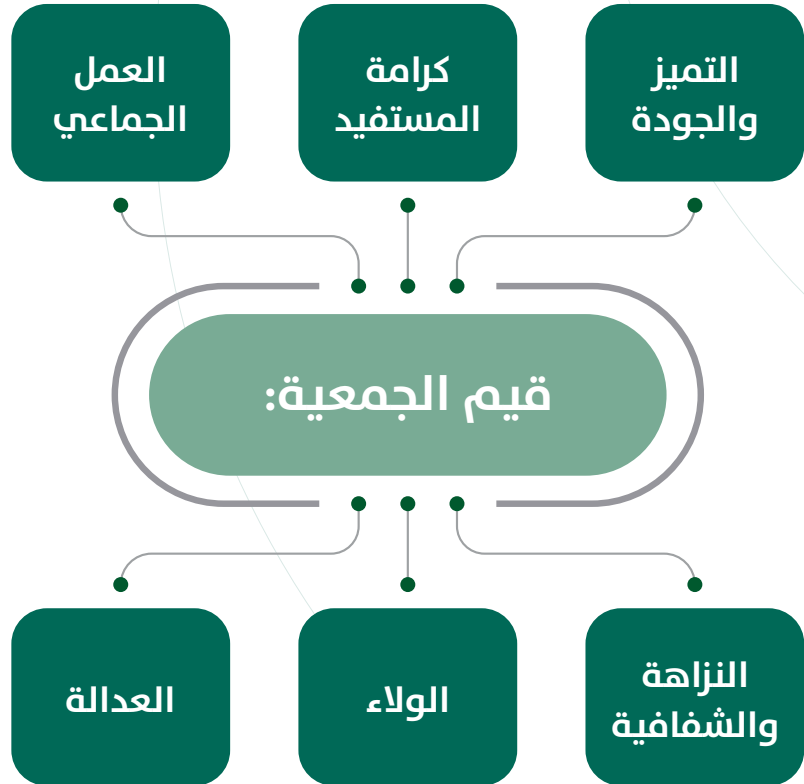 التميز
والجودة
كرامة
المستفيد
العمل
الجماعي
قيم الجمعية:
النزاهة
والشفافية
الولاء
العدالة